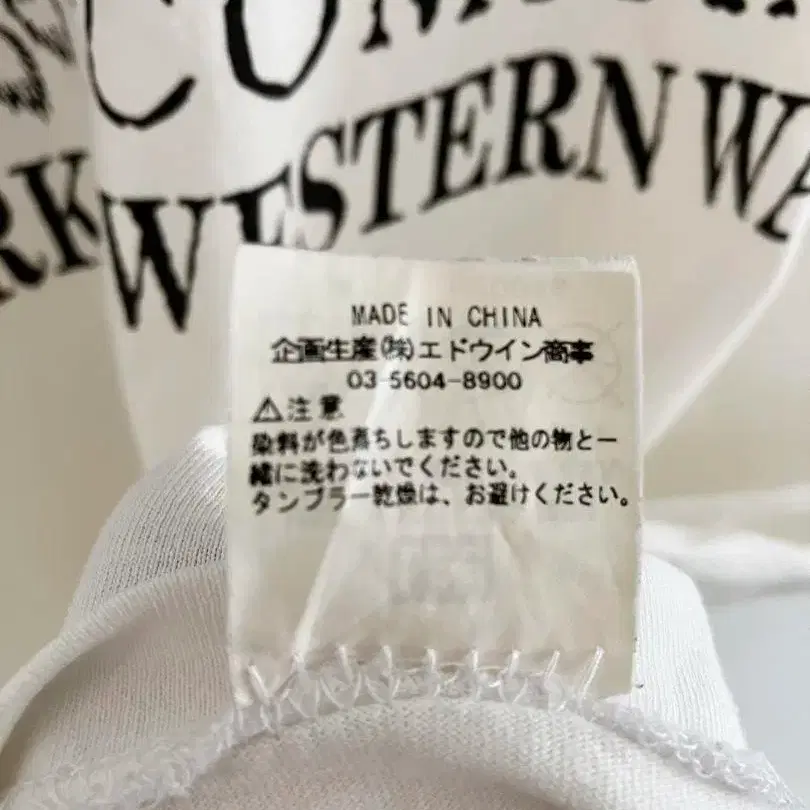 WESTERN WA
MADE IN CHINA
企画生産(株)エドウイン商事
03-5604-8900
⚠注意
染料が色落ちしますので他の物と一
緒に洗わないでください。
タンブラー乾燥は、お避けください。